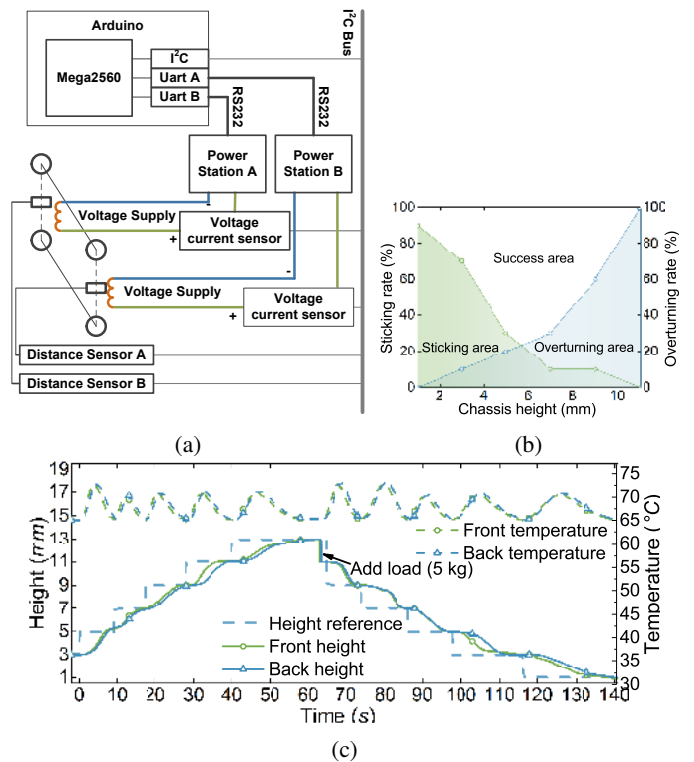 Arduino
Mega2560
I²C
Uart A
Uart B
I²C Bus
RS232
RS232
Power
Station A
Power
Station B
-
Voltage Supply
+
Voltage
current sensor
-
Voltage Supply
+
Voltage
current sensor
Distance Sensor A
Distance Sensor B
(a)
100
80
60
40
20
0
Sticking rate (%)
Success area
Sticking area
Overturning area
2
4
6
8
10
Chassis height (mm)
100
80
60
40
20
0
Overturning rate (%)
(b)
19
17
15
13
11
9
7
5
3
1
Height (mm)
75
70
65
60
55
50
45
40
35
30
Temperature (°C)
Front temperature
Back temperature
Add load (5 kg)
Height reference
Front height
Back height
0 10 20 30 40 50 60 70 80 90 100 110 120 130 140
Time (s)
(c)